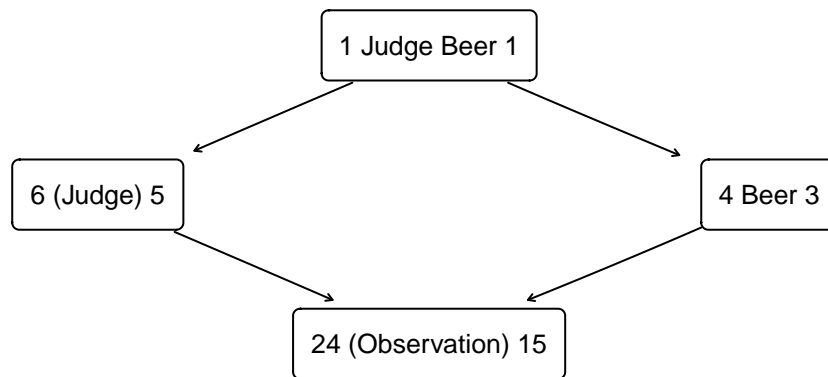 1 Judge Beer 1
6 (Judge) 5
4 Beer 3
24 (Observation) 15